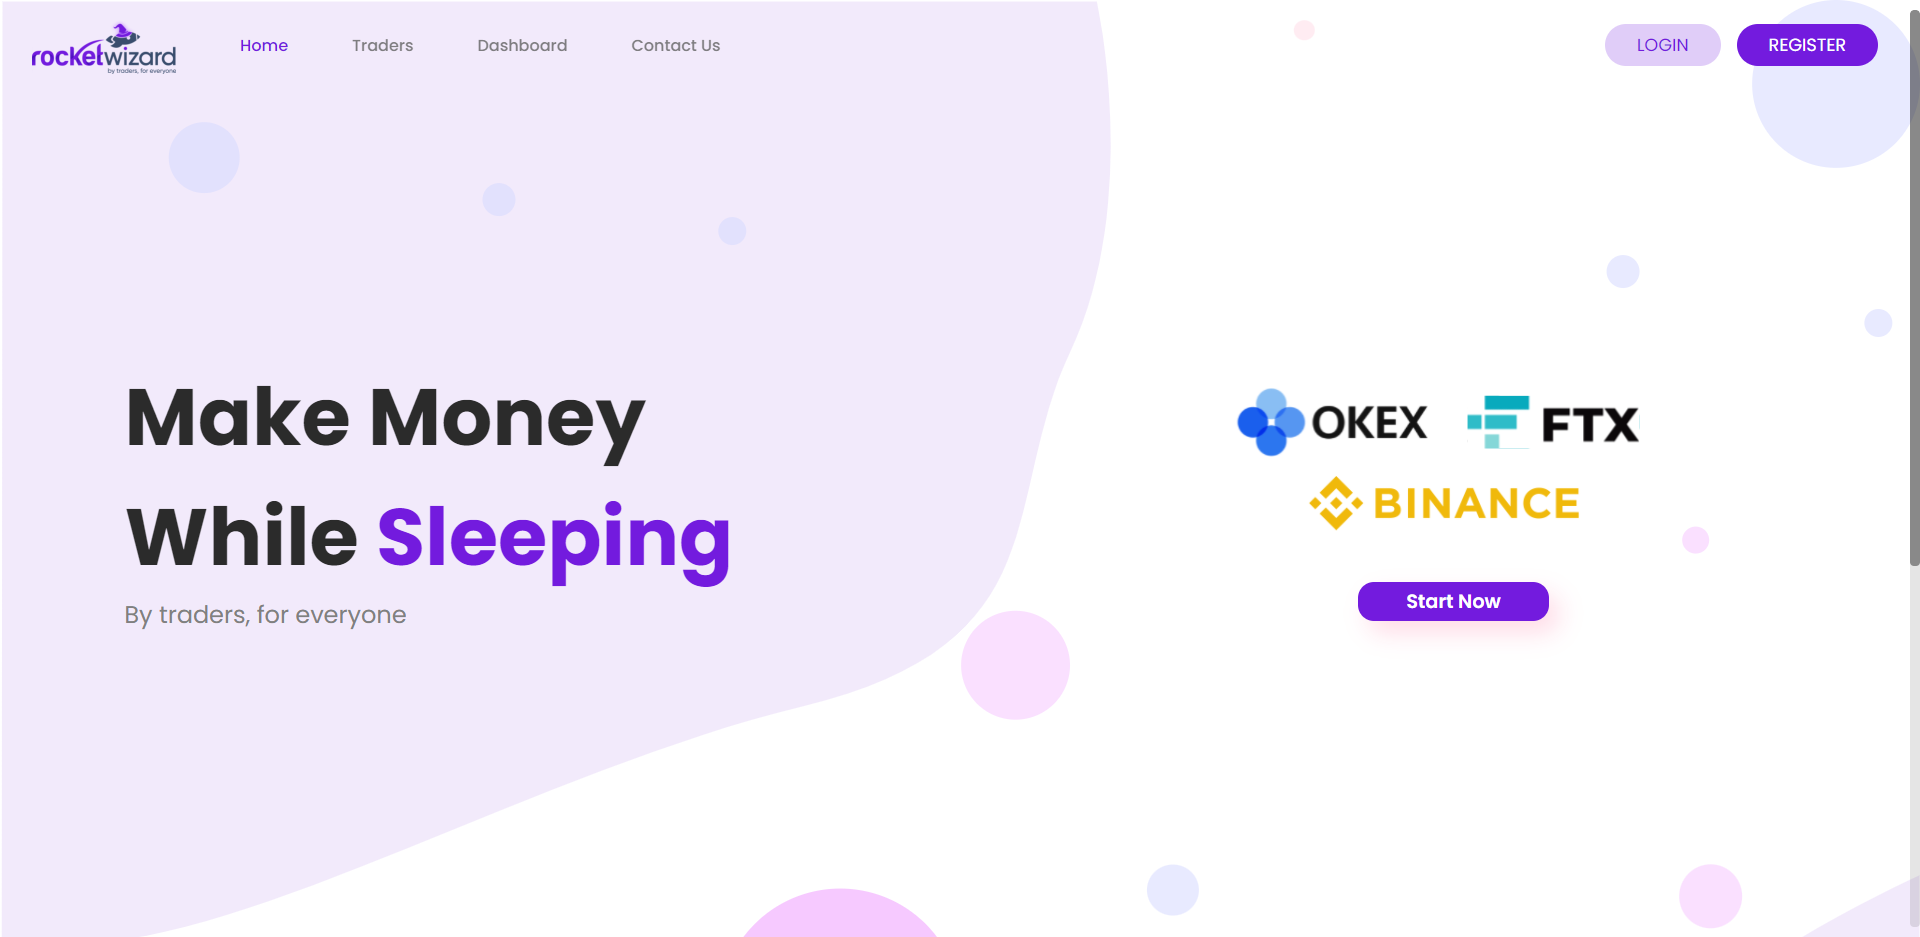 rocketwizard
by traders, for everyone
Home
Traders
Dashboard
Contact Us
LOGIN
REGISTER
Make Money
While Sleeping
By traders, for everyone
OKEX
FTX
BINANCE
Start Now